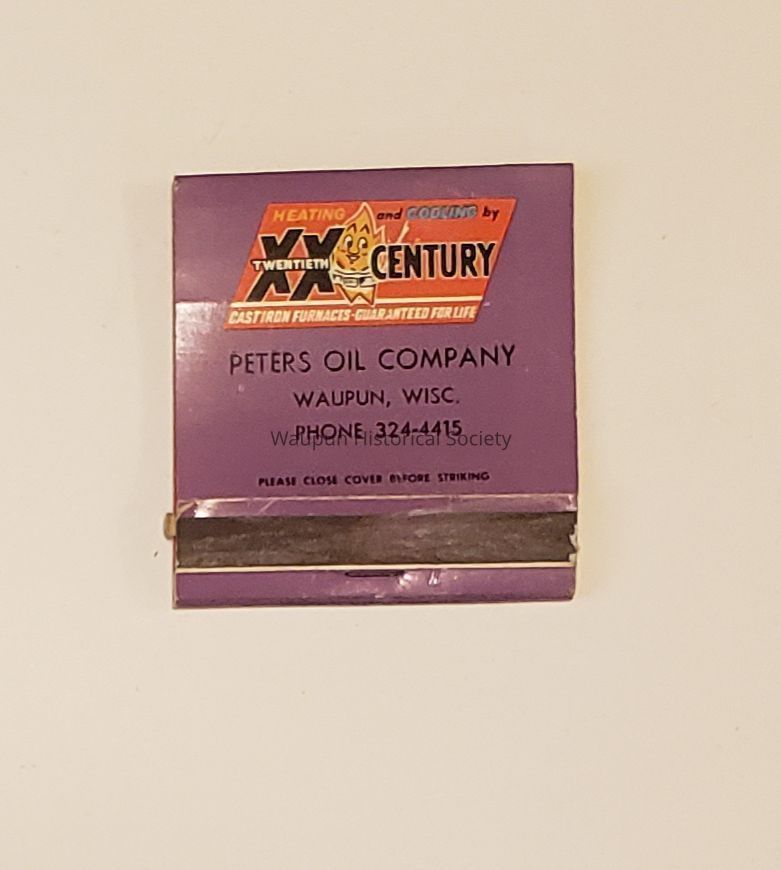 HEATING and COOLING by
XX
TWENTIETH CENTURY
CAST IRON FURNACES-GUARANTEED FOR LIFE
PETERS OIL COMPANY
WAUPUN, WISC.
PHONE 324-4415
Waupun Historical Society
PLEASE CLOSE COVER BEFORE STRIKING